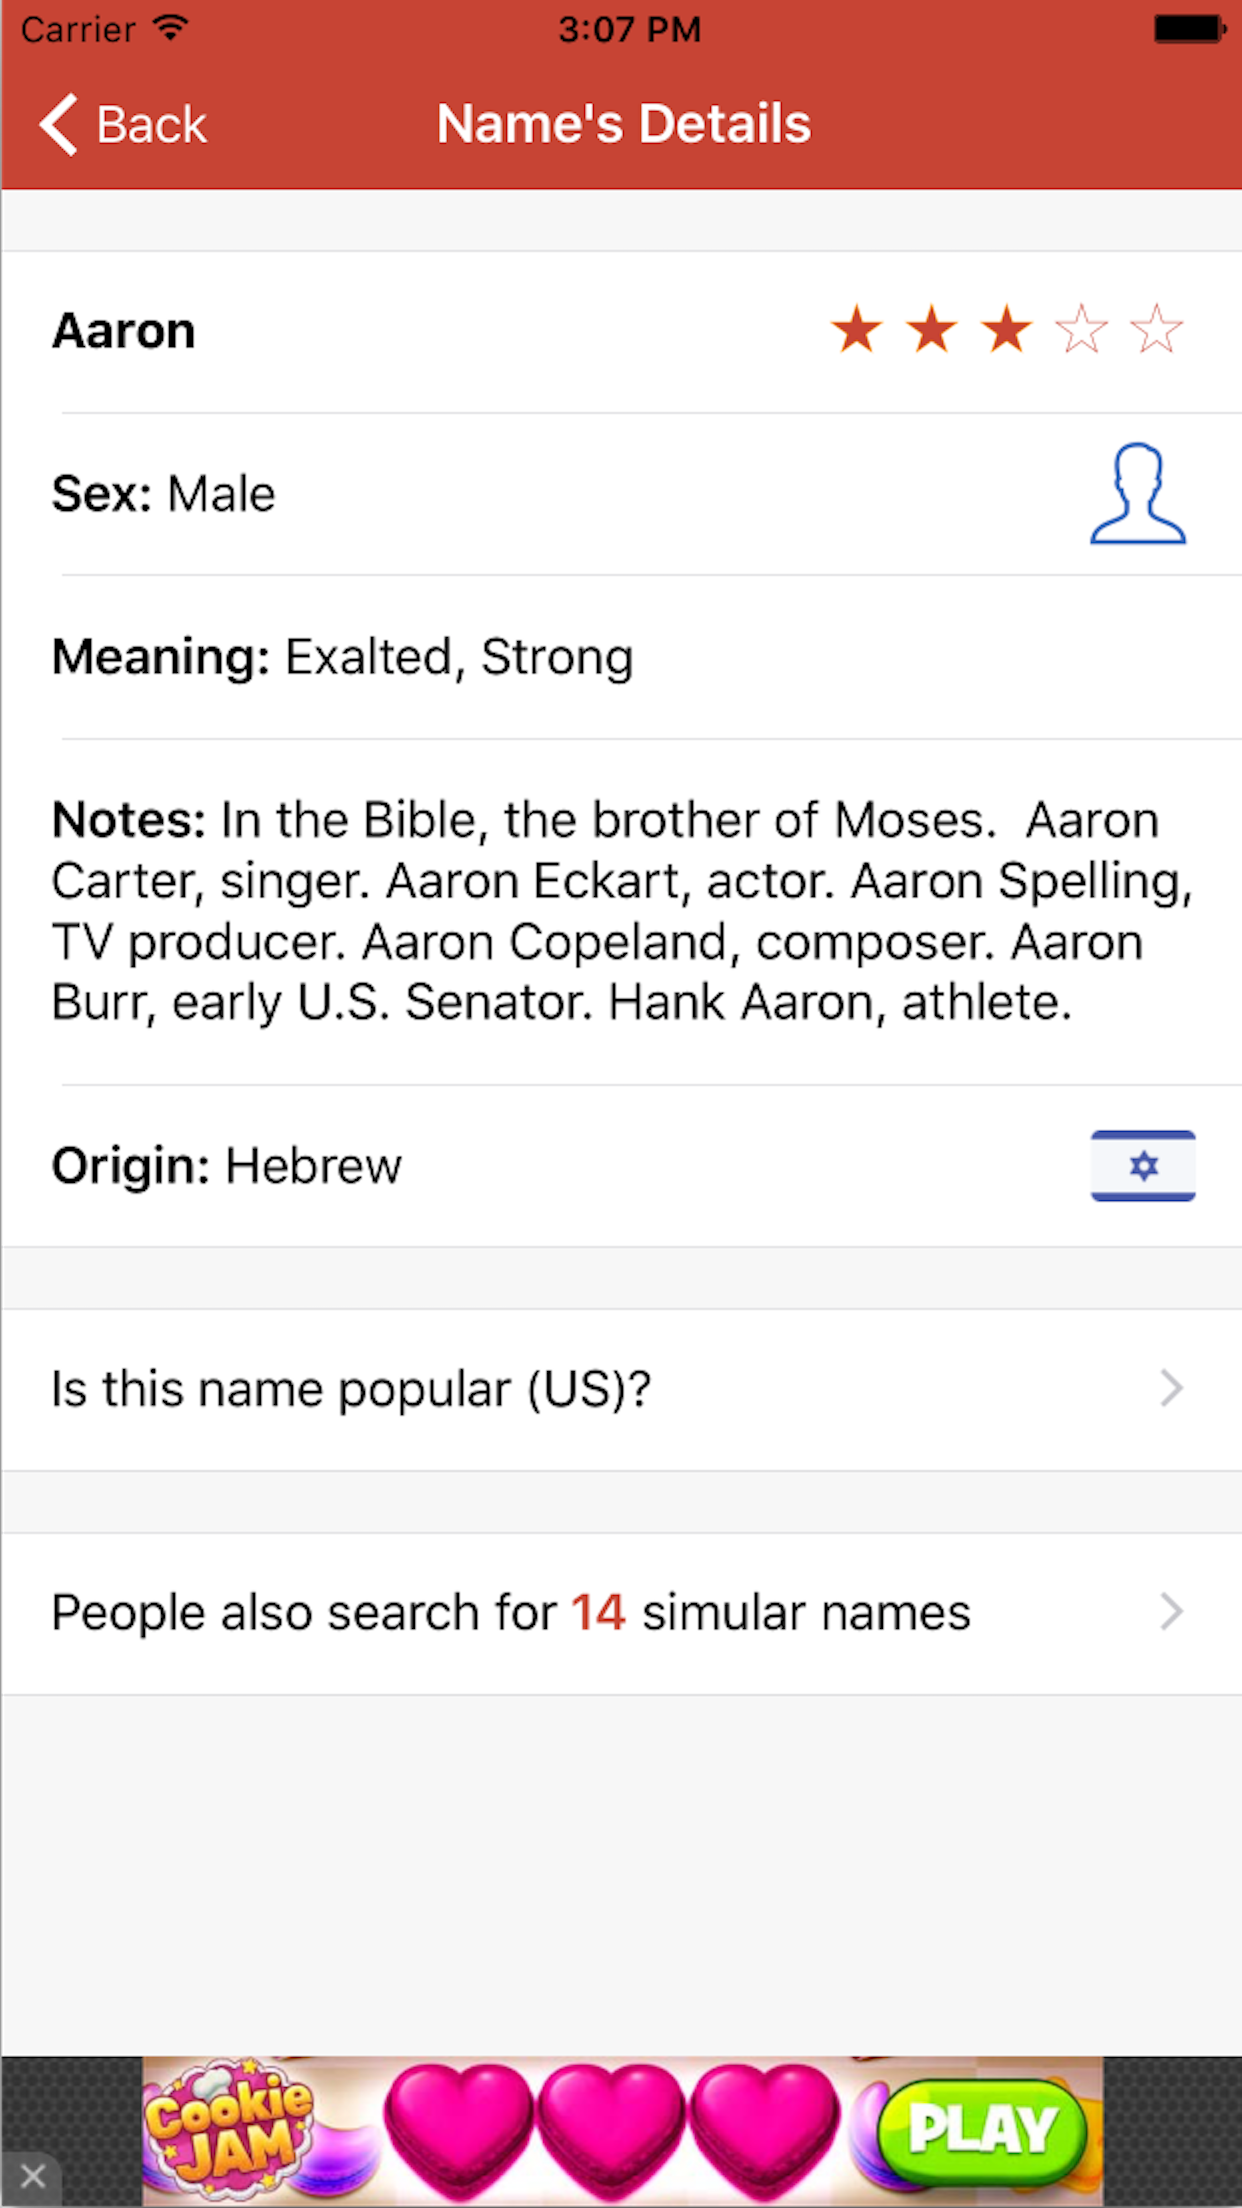 Carrier 3:07 PM
Back Name's Details
Aaron
Sex: Male
Meaning: Exalted, Strong
Notes: In the Bible, the brother of Moses.  Aaron
Carter, singer. Aaron Eckart, actor. Aaron Spelling,
TV producer. Aaron Copeland, composer. Aaron
Burr, early U.S. Senator. Hank Aaron, athlete.
Origin: Hebrew
Is this name popular (US)?
People also search for 14 simular names
Cookie
JAM
PLAY